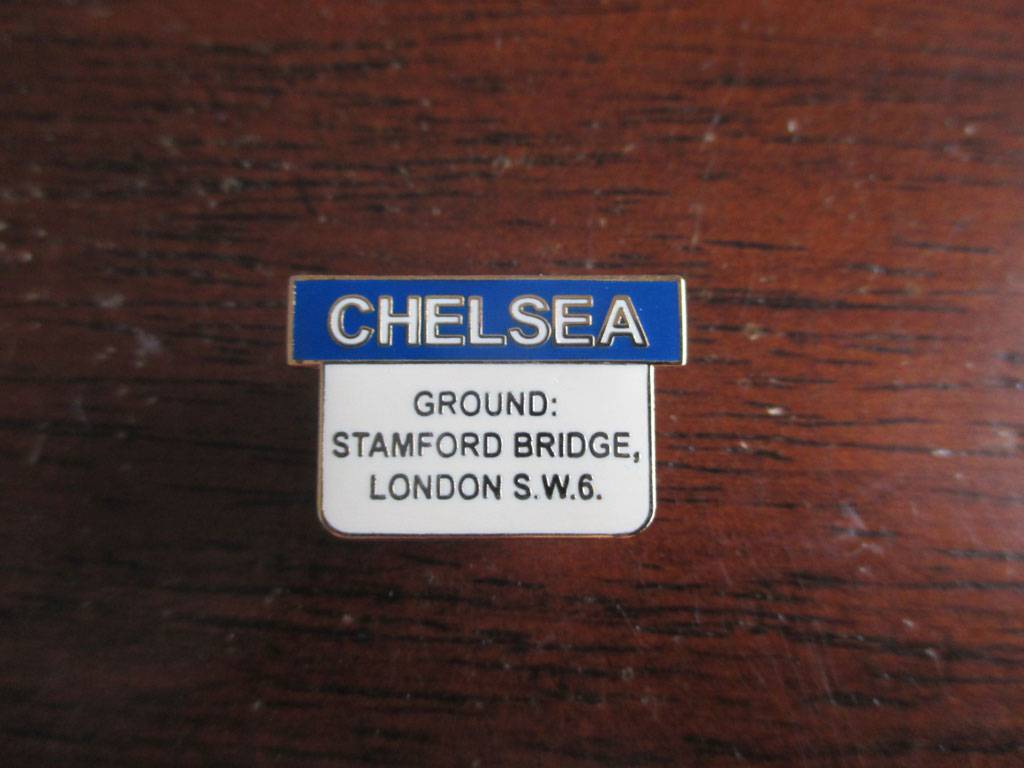 CHELSEA
GROUND:
STAMFORD BRIDGE,
LONDON S.W.6.